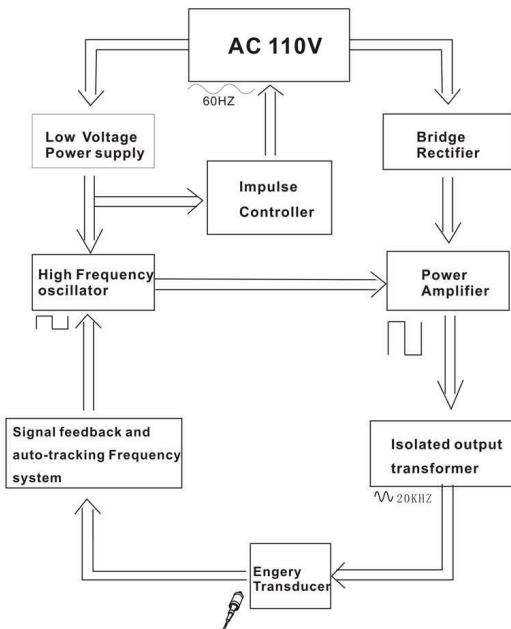 AC 110V
60HZ
Low Voltage
Power supply
Bridge
Rectifier
Impulse
Controller
High Frequency
oscillator
Power
Amplifier
Signal feedback and
auto-tracking Frequency
system
Isolated output
transformer
20KHZ
Engery
Transducer